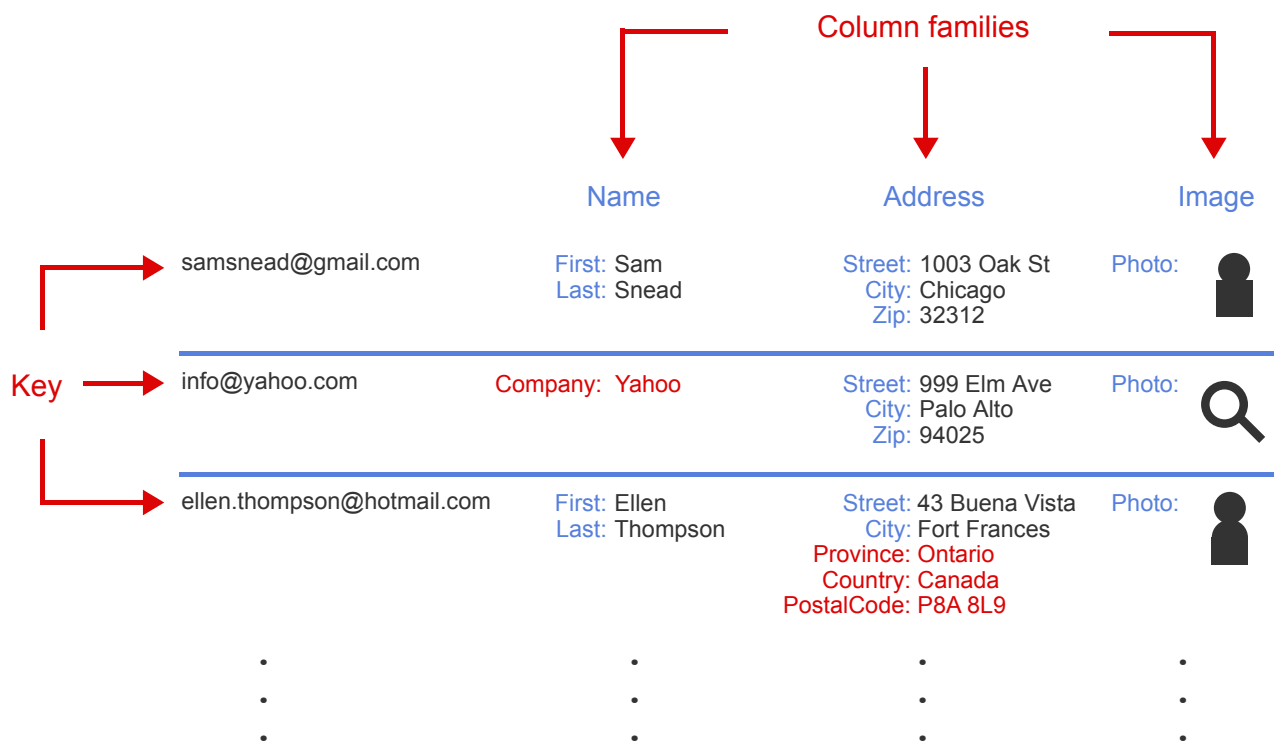 Column families
Name Address Image
samsnead@gmail.com First: Sam Street: 1003 Oak St Photo:
Last: Snead City: Chicago
Zip: 32312
Key info@yahoo.com Company: Yahoo Street: 999 Elm Ave Photo:
City: Palo Alto
Zip: 94025
ellen.thompson@hotmail.com First: Ellen Street: 43 Buena Vista Photo:
Last: Thompson City: Fort Frances
Province: Ontario
Country: Canada
PostalCode: P8A 8L9